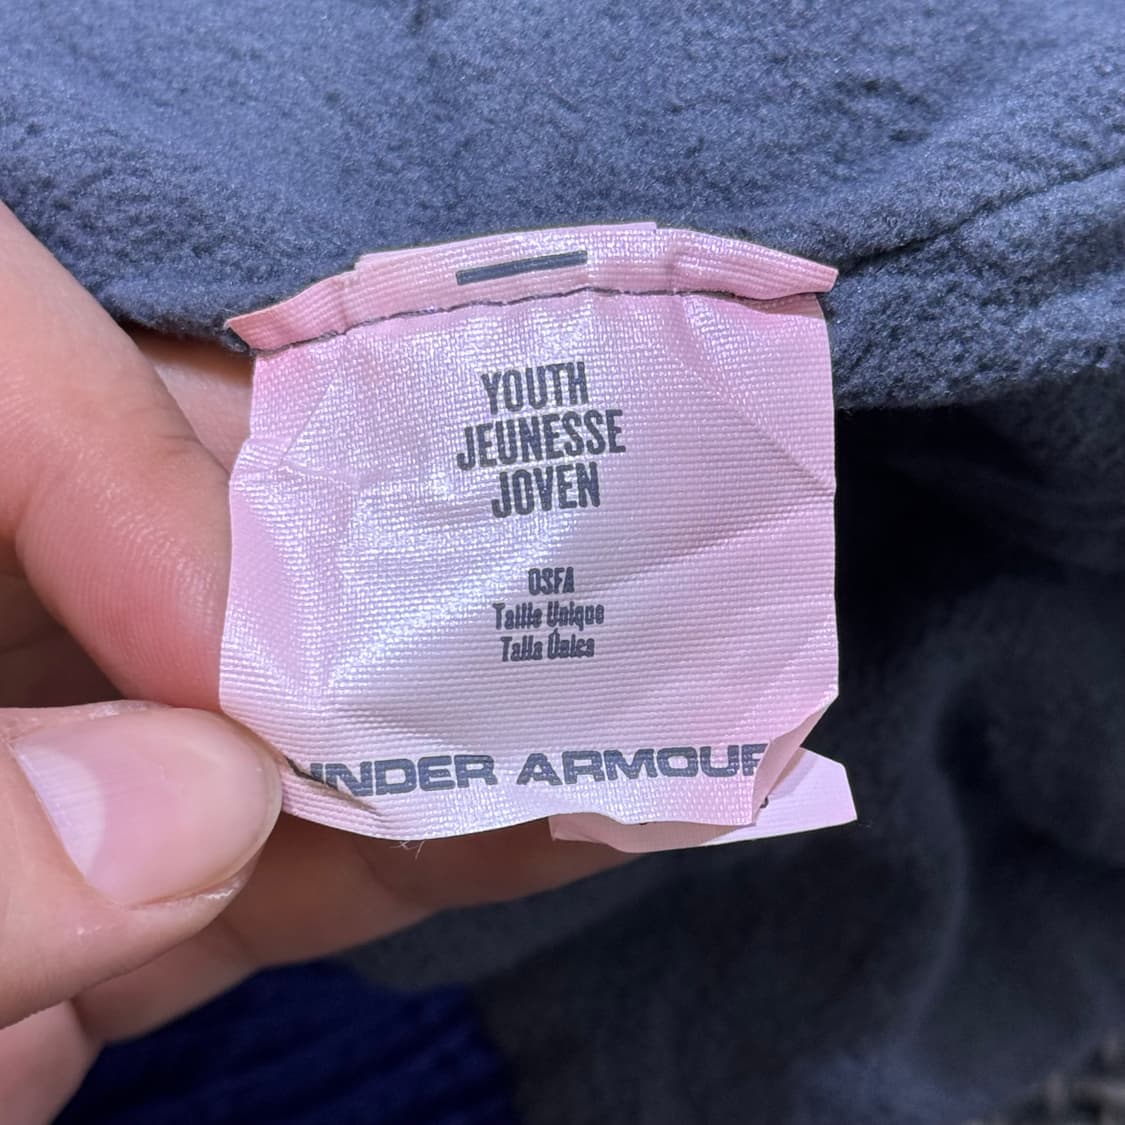 YOUTH
JEUNESSE
JOVEN
OSFA
Taille Unique
Talla Única
UNDER ARMOUR